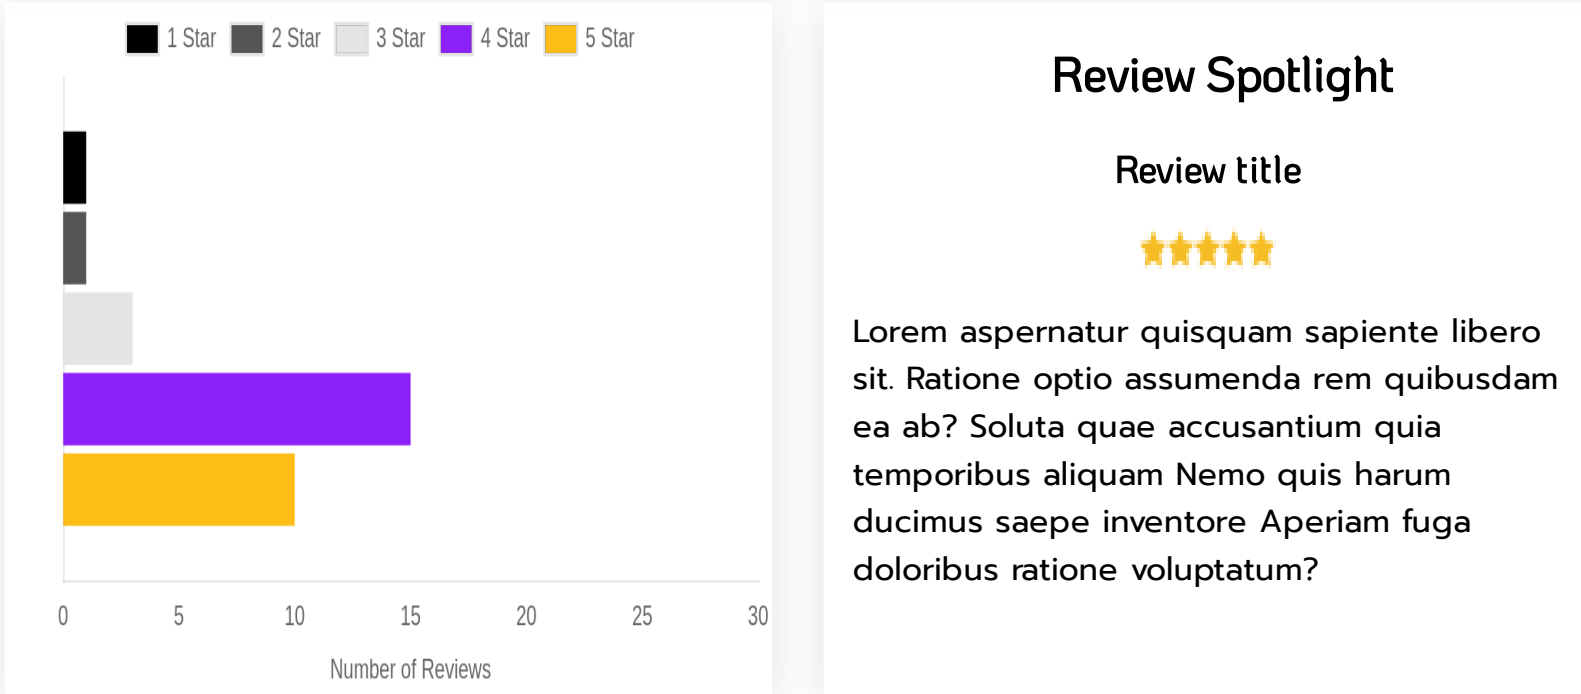 1 Star 2 Star 3 Star 4 Star 5 Star
0 5 10 15 20 25 30
Number of Reviews
Review Spotlight
Review title
Lorem aspernatur quisquam sapiente libero
sit. Ratione optio assumenda rem quibusdam
ea ab? Soluta quae accusantium quia
temporibus aliquam Nemo quis harum
ducimus saepe inventore Aperiam fuga
doloribus ratione voluptatum?